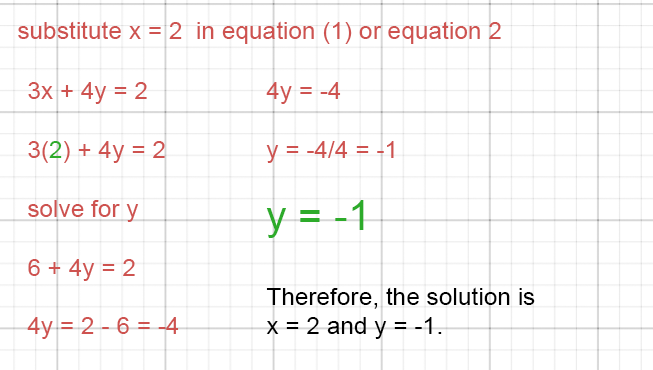 substitute x = 2 in equation (1) or equation 2
3x + 4y = 2
3(2) + 4y = 2
solve for y
6 + 4y = 2
4y = 2 - 6 = -4
4y = -4
y = -4/4 = -1
y = -1
Therefore, the solution is
x = 2 and y = -1.